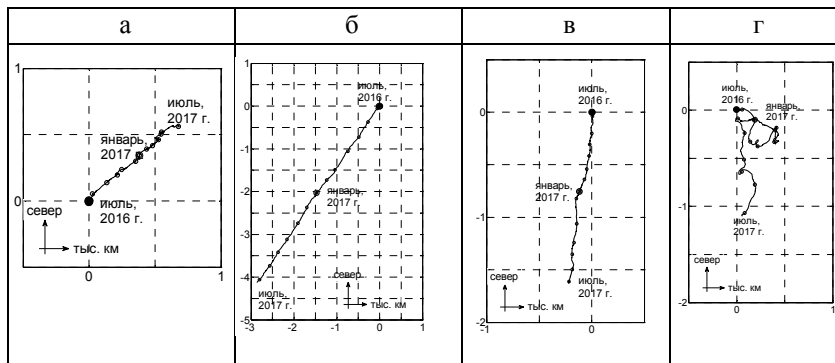 а б в г
1
июль,
2017 г.
январь,
2017
0
июль,
2016 г.
север
тыс. км
0 1
1
0
июль,
2016 г.
-1
январь,
2017 г.
-2
-3
север
-4
июль,
2017 г.
тыс. км
-5
-3 -2 -1 0 1
июль,
2016 г.
0
январь,
2017 г.
-1
север
июль,
2017 г.
тыс. км
-2
-1 0
июль,
2016 г.
январь,
2017 г.
0
-1
июль,
2017 г.
север
тыс. км
-2
0 1